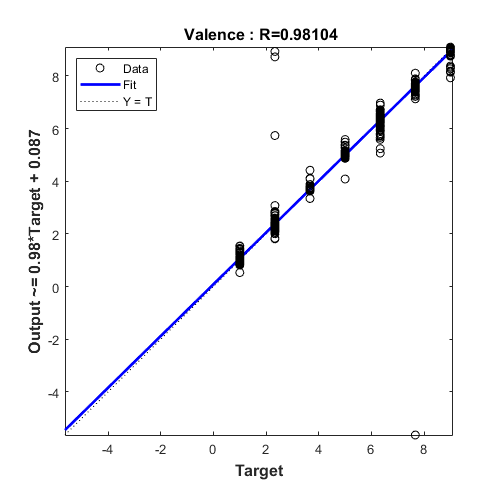 Valence : R=0.98104
Data
Fit
Y = T
Output ~= 0.98*Target + 0.087
8
6
4
2
0
-2
-4
-4
-2
0
2
4
6
8
Target